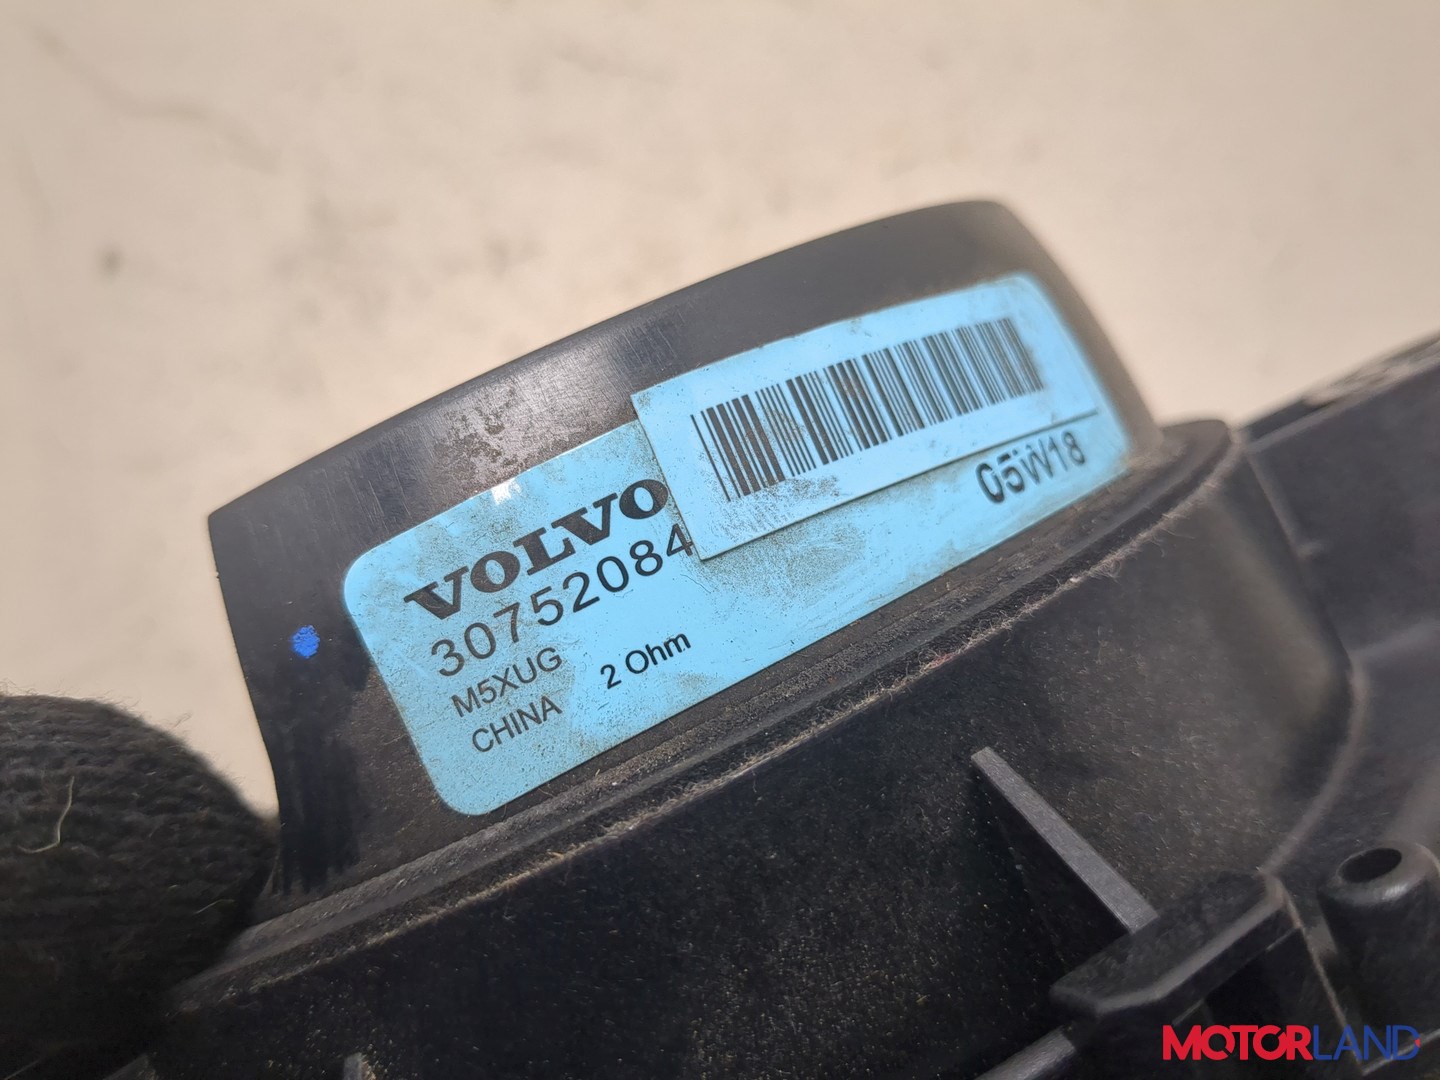 VOLVO
30752084
M5XUG
2 Ohm
CHINA
05W18
MOTORLAND